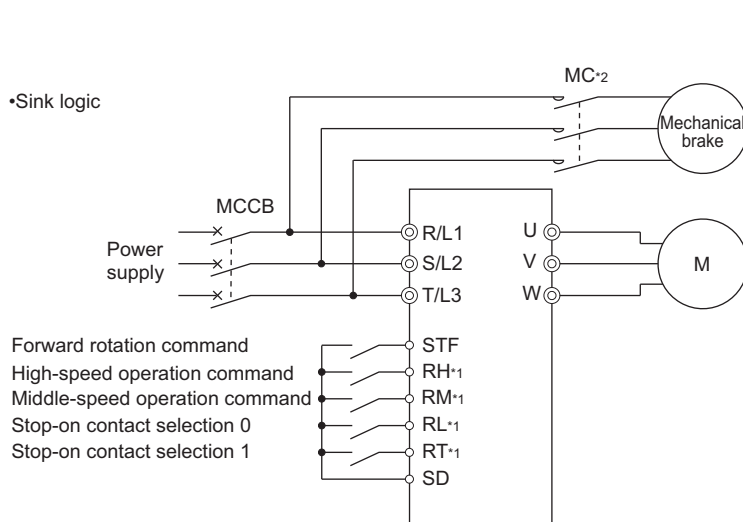 MC*2
•Sink logic
Mechanical
brake
MCCB
Power
supply
R/L1
U
S/L2
V
M
T/L3
W
Forward rotation command
STF
High-speed operation command
RH*1
Middle-speed operation command
RM*1
Stop-on contact selection 0
RL*1
Stop-on contact selection 1
RT*1
SD